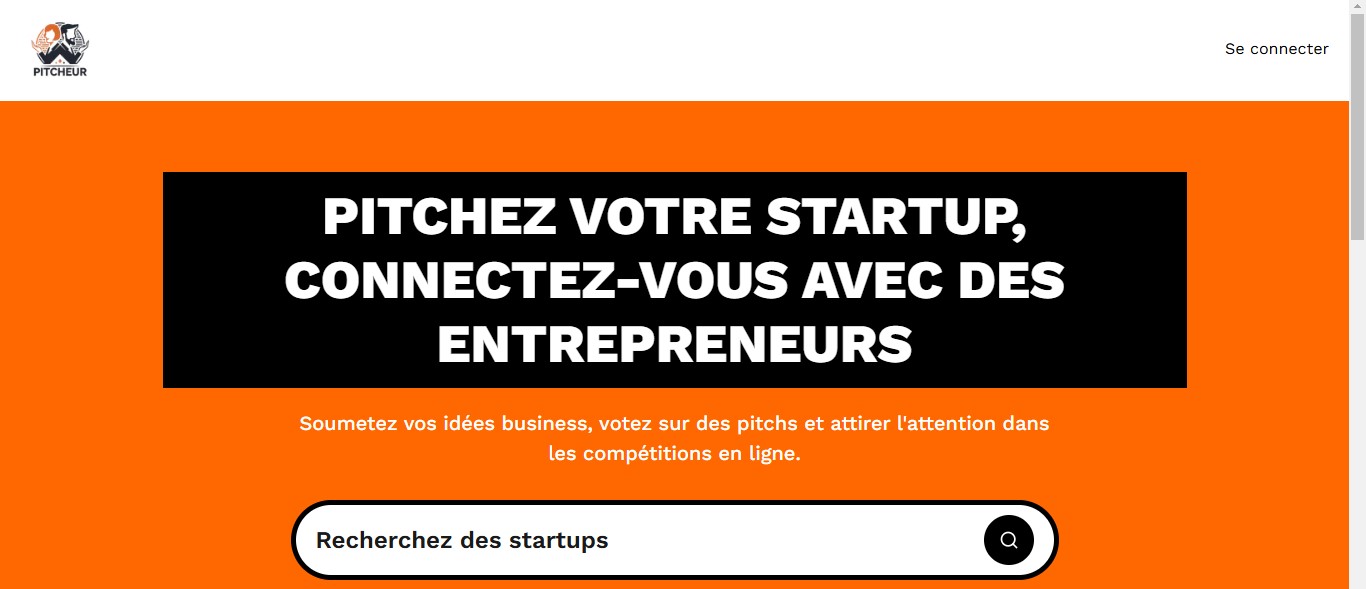 PITCHEUR
Se connecter
PITCHEZ VOTRE STARTUP,
CONNECTEZ-VOUS AVEC DES
ENTREPRENEURS
Soumetez vos idées business, votez sur des pitchs et attirer l'attention dans
les compétitions en ligne.
Recherchez des startups